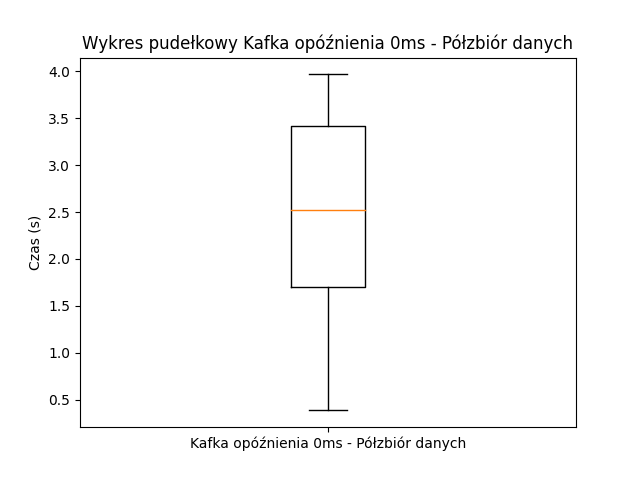 Wykres pudełkowy Kafka opóźnienia 0ms - Półzbiór danych
4.0
3.5
3.0
2.5
2.0
1.5
1.0
0.5
Czas (s)
Kafka opóźnienia 0ms - Półzbiór danych